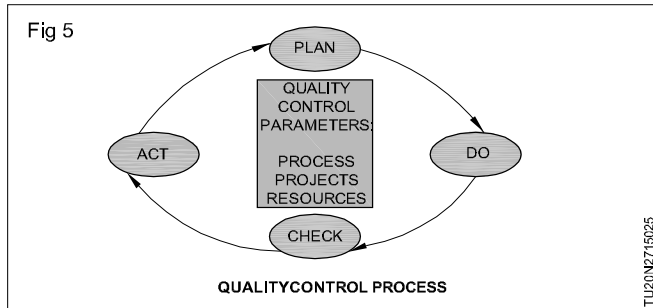 Fig 5
PLAN
QUALITY
CONTROL
PARAMETERS:
PROCESS
PROJECTS
RESOURCES
ACT
DO
CHECK
QUALITYCONTROL PROCESS
TU20N2715025